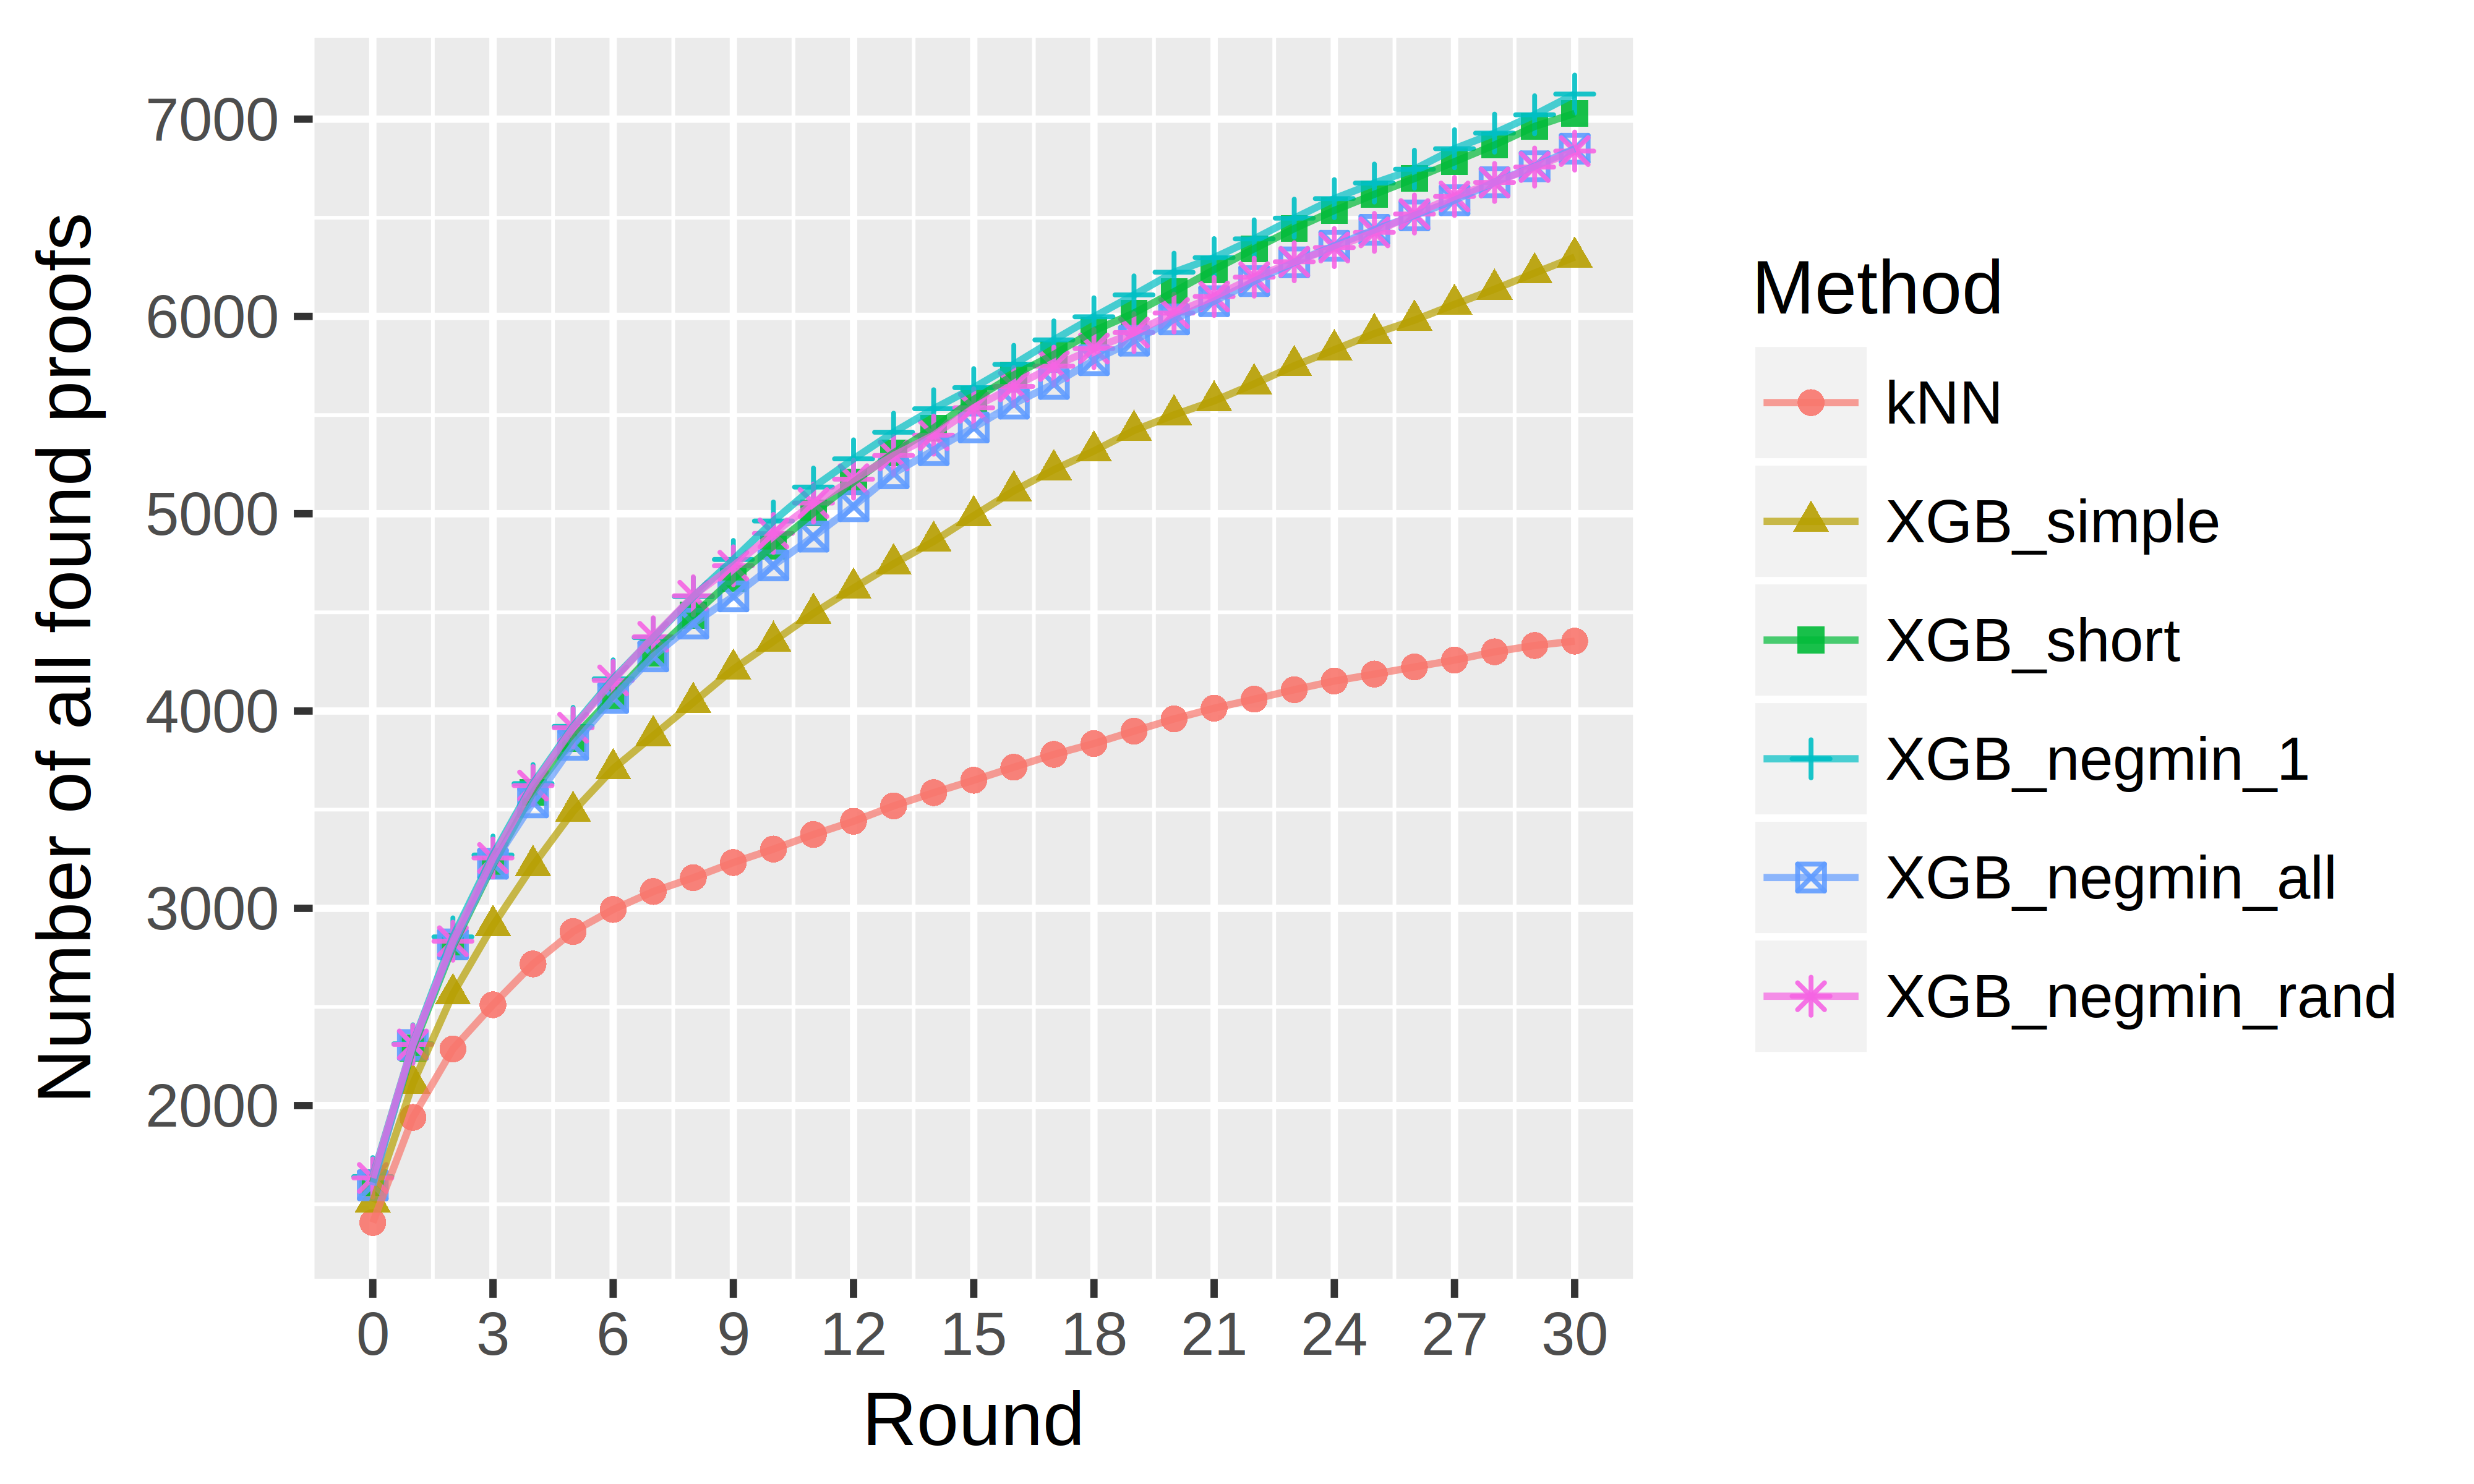 Number of all found proofs
7000
6000
5000
4000
3000
2000
0 3 6 9 12 15 18 21 24 27 30
Round
Method
kNN
XGB_simple
XGB_short
XGB_negmin_1
XGB_negmin_all
XGB_negmin_rand